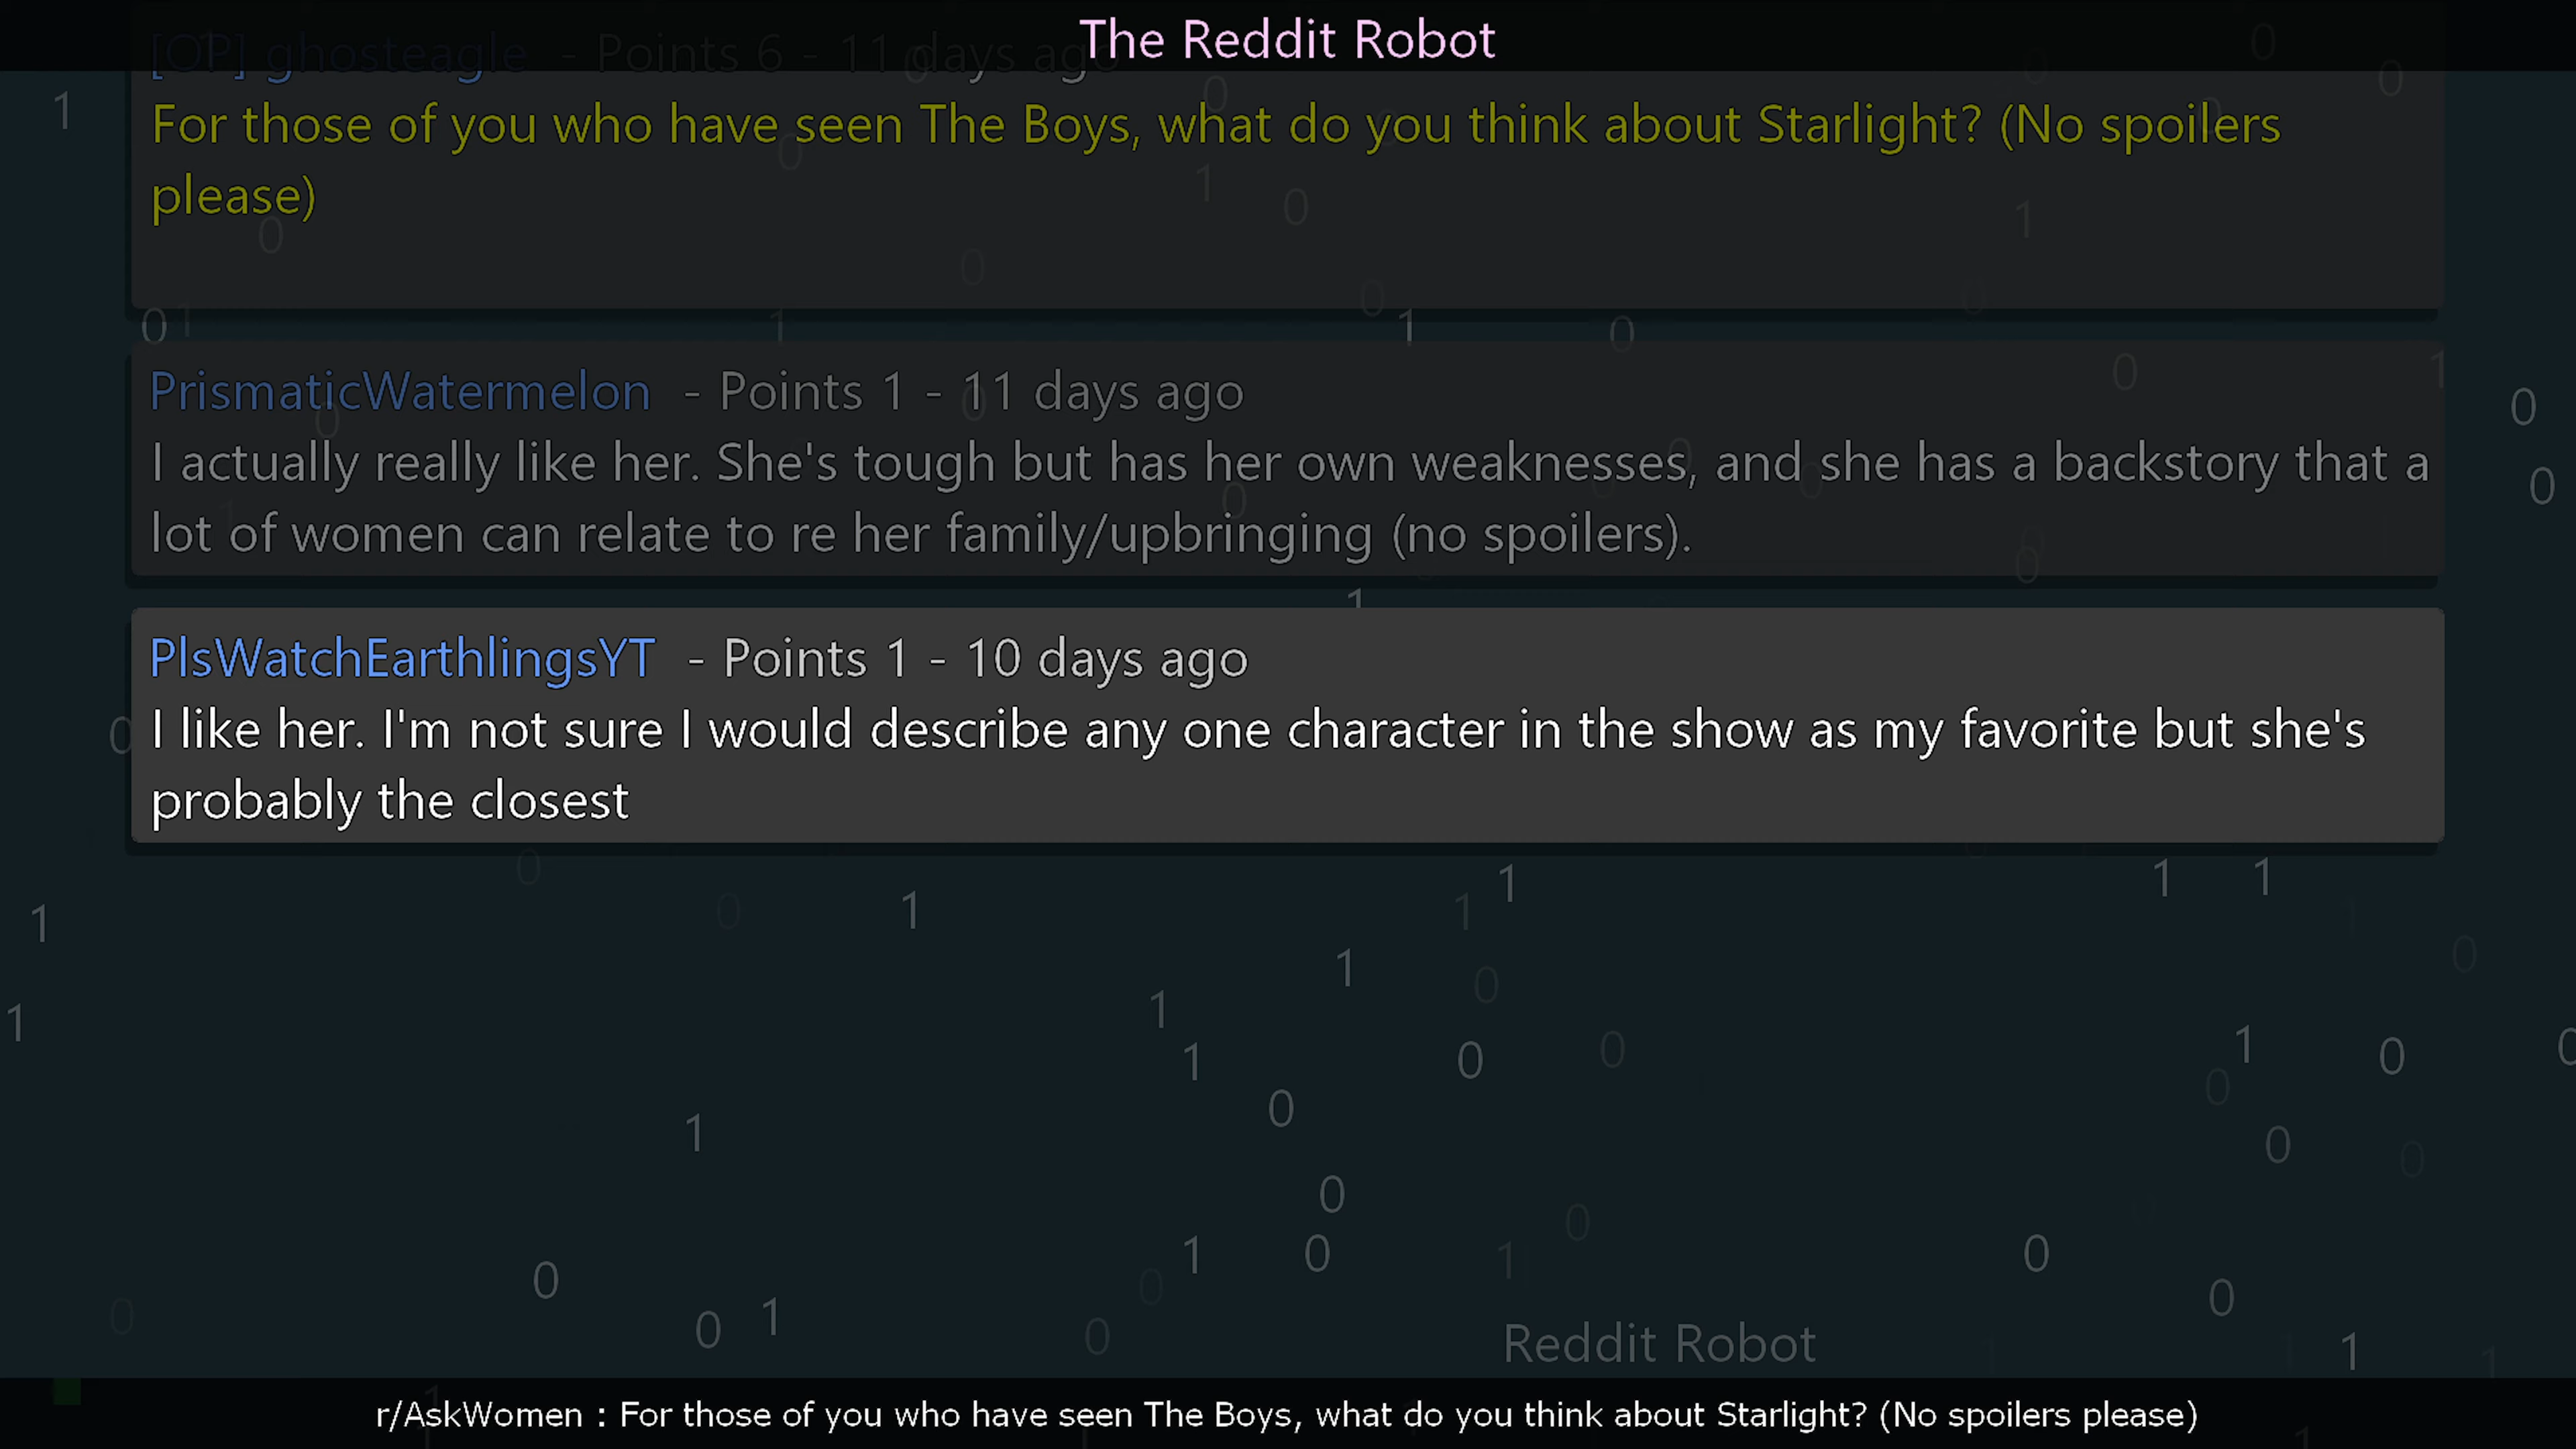 The Reddit Robot
[OP] ghosteagle - Points 6 - 11 days ago
For those of you who have seen The Boys, what do you think about Starlight? (No spoilers
please)
PrismaticWatermelon - Points 1 - 11 days ago
I actually really like her. She's tough but has her own weaknesses, and she has a backstory that a
lot of women can relate to re her family/upbringing (no spoilers).
PlsWatchEarthlingsYT - Points 1 - 10 days ago
I like her. I'm not sure I would describe any one character in the show as my favorite but she's
probably the closest
Reddit Robot
r/AskWomen : For those of you who have seen The Boys, what do you think about Starlight? (No spoilers please)